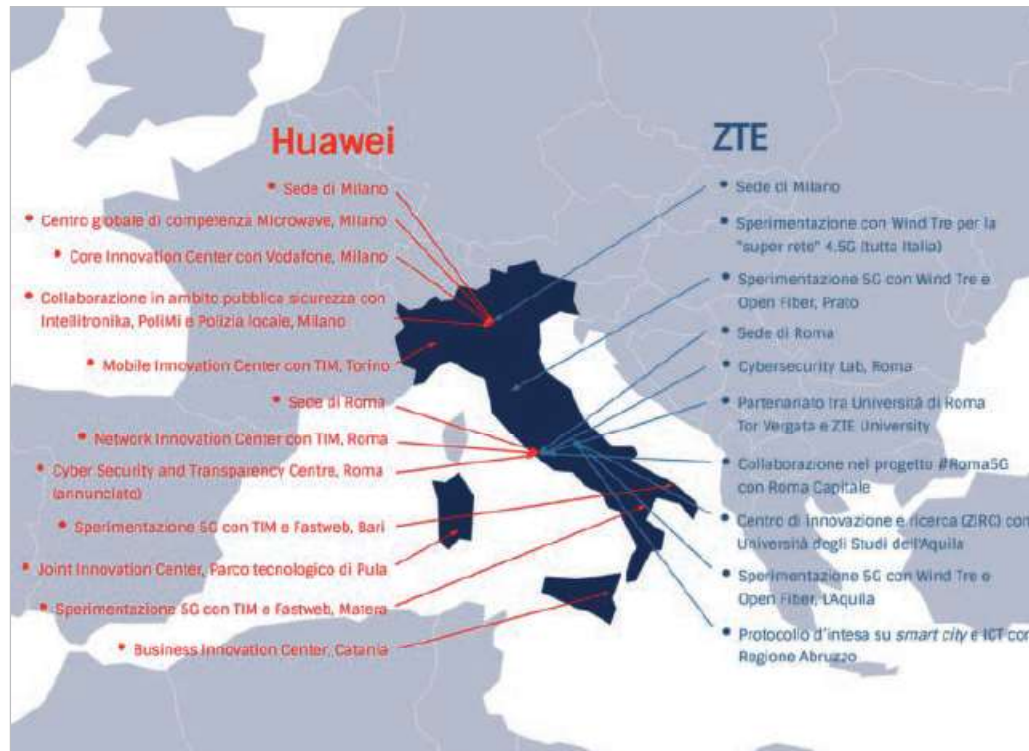 Huawei
• Sede di Milano
• Centro globale di competenza Microwave, Milano
• Core Innovation Center con Vodafone, Milano
• Collaborazione in ambito pubblica sicurezza con
Intellitronika, PoliMi e Polizia locale, Milano
• Mobile Innovation Center con TIM, Torino
• Sede di Roma
• Network Innovation Center con TIM, Roma
• Cyber Security and Transparency Centre, Roma
(annunciato)
• Sperimentazione 5G con TIM e Fastweb, Bari
• Joint Innovation Center, Parco tecnologico di Pula
• Sperimentazione 5G con TIM e Fastweb, Matera
• Business Innovation Center, Catania
ZTE
• Sede di Milano
• Sperimentazione con Wind Tre per la
"super rete" 4.5G (tutta Italia)
• Sperimentazione 5G con Wind Tre e
Open Fiber, Prato
• Sede di Roma
• Cybersecurity Lab, Roma
• Partenariato tra Università di Roma
Tor Vergata e ZTE University
• Collaborazione nel progetto #Roma5G
con Roma Capitale
• Centro di innovazione e ricerca (ZIRC) con
Università degli Studi dell'Aquila
• Sperimentazione 5G con Wind Tre e
Open Fiber, L'Aquila
• Protocollo d'intesa su smart city e ICT con
Regione Abruzzo